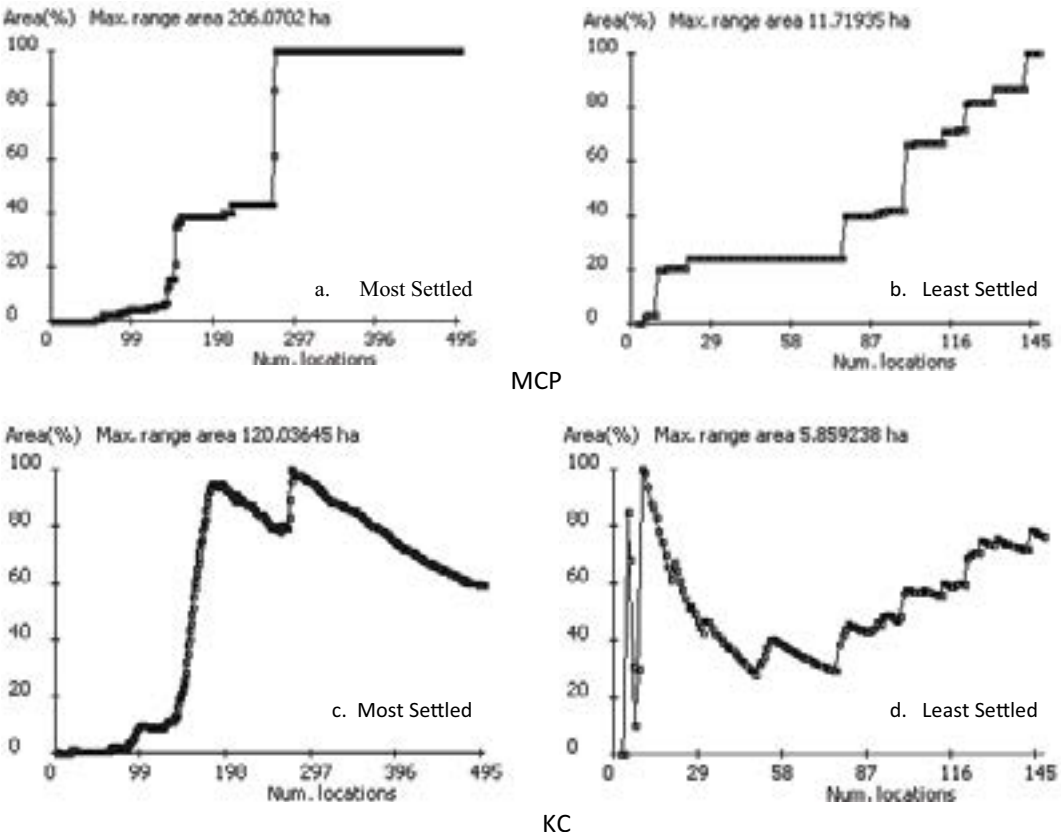 Area(%) Max. range area 206.0702 ha
100
80
60
40
20
0
a. Most Settled
0 99 190 297 396 495
Num. locations
Area(%) Max. range area 11.71935 ha
100
80
60
40
20
0
b. Least Settled
0 29 58 87 116 145
Num. locations
MCP
Area(%) Max. range area 120.03645 ha
100
80
60
40
20
0
c. Most Settled
0 99 190 297 396 495
Num. locations
Area(%) Max. range area 5.859238 ha
100
80
60
40
20
0
d. Least Settled
0 29 58 87 116 145
Num. locations
KC